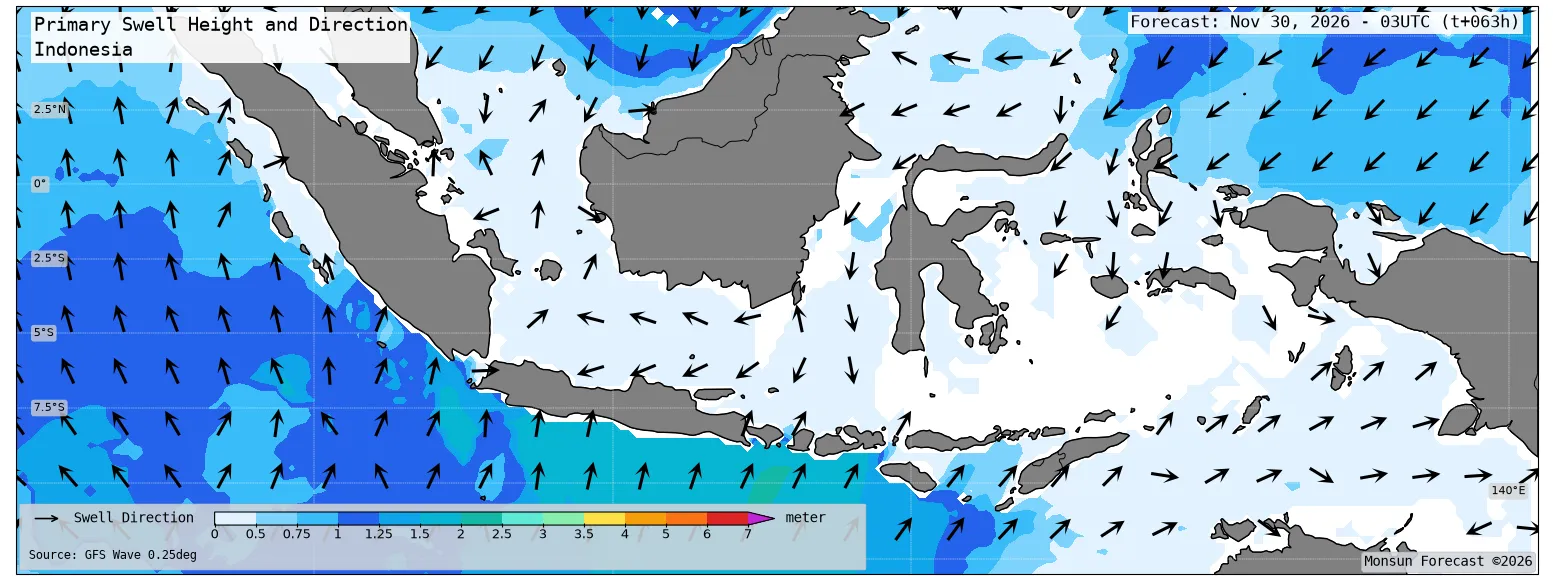 Primary Swell Height and Direction
Indonesia
Forecast: Nov 30, 2026 - 03UTC (t+063h)
2.5°N
0°
2.5°S
5°S
7.5°S
140°E
Swell Direction
0 0.5 0.75 1 1.25 1.5 2 2.5 3 3.5 4 5 6 7
meter
Source: GFS Wave 0.25deg
Monsun Forecast ©2026